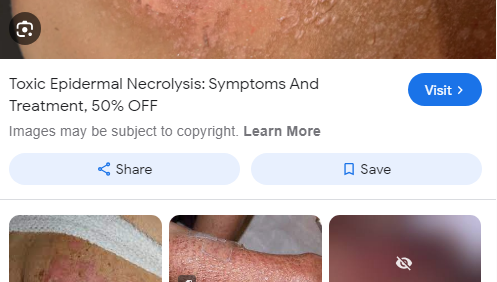 Toxic Epidermal Necrolysis: Symptoms And
Treatment, 50% OFF
Visit
Images may be subject to copyright. Learn More
Share
Save